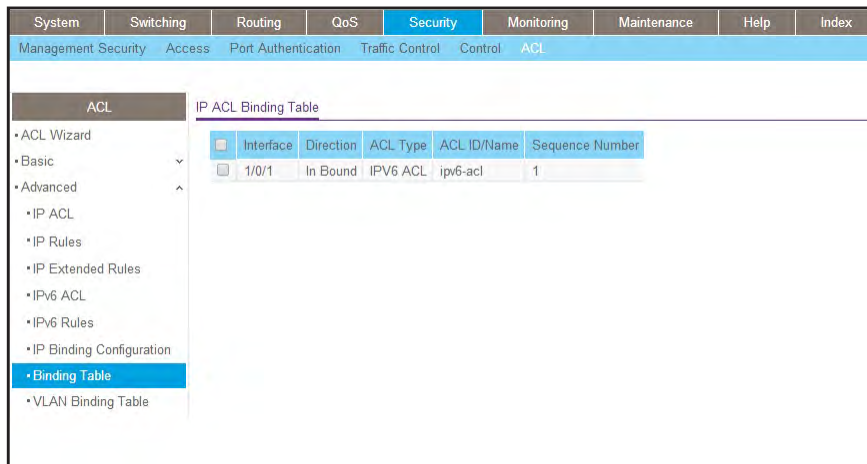 System Switching Routing QoS Security Monitoring Maintenance Help Index
Management Security Access Port Authentication Traffic Control Control ACL
ACL
• ACL Wizard
• Basic
• Advanced
• IP ACL
• IP Rules
• IP Extended Rules
• IPv6 ACL
• IPv6 Rules
• IP Binding Configuration
• Binding Table
• VLAN Binding Table
IP ACL Binding Table
Interface Direction ACL Type ACL ID/Name Sequence Number
1/0/1 In Bound IPV6 ACL ipv6-acl 1